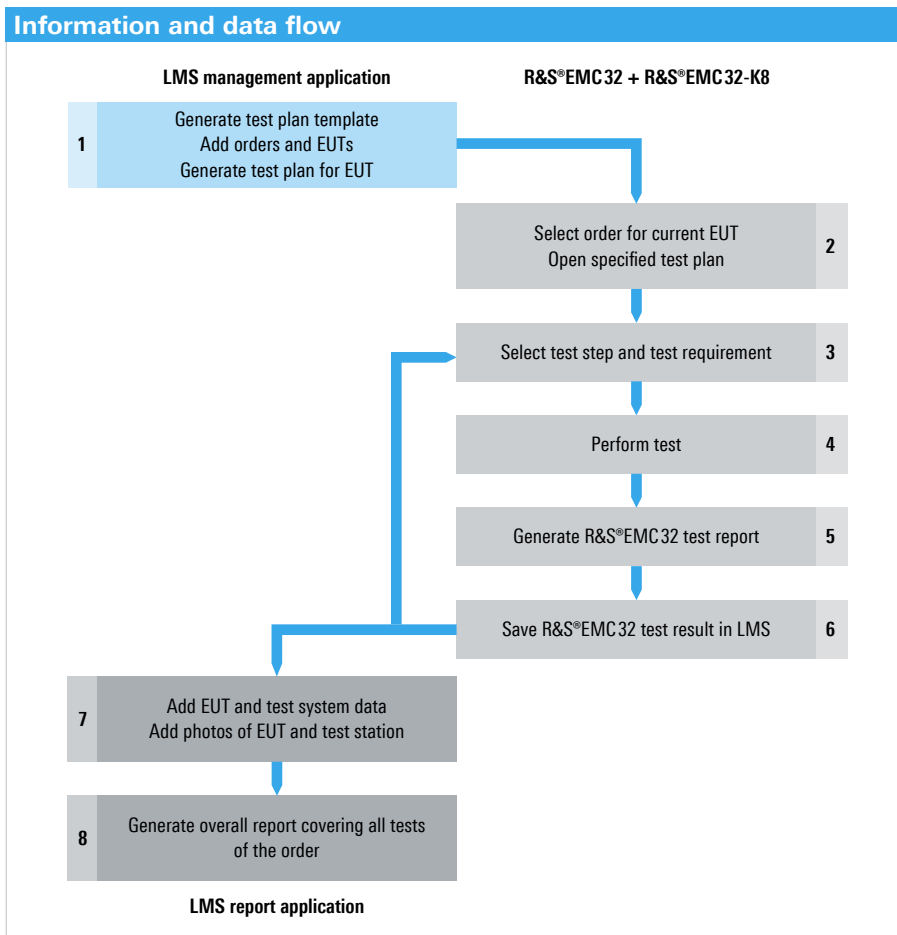 Information and data flow
LMS management application
R&S®EMC32 + R&S®EMC32-K8
1
Generate test plan template
Add orders and EUTs
Generate test plan for EUT
Select order for current EUT
Open specified test plan
2
Select test step and test requirement
3
Perform test
4
Generate R&S®EMC32 test report
5
Save R&S®EMC32 test result in LMS
6
7
Add EUT and test system data
Add photos of EUT and test station
8
Generate overall report covering all tests
of the order
LMS report application